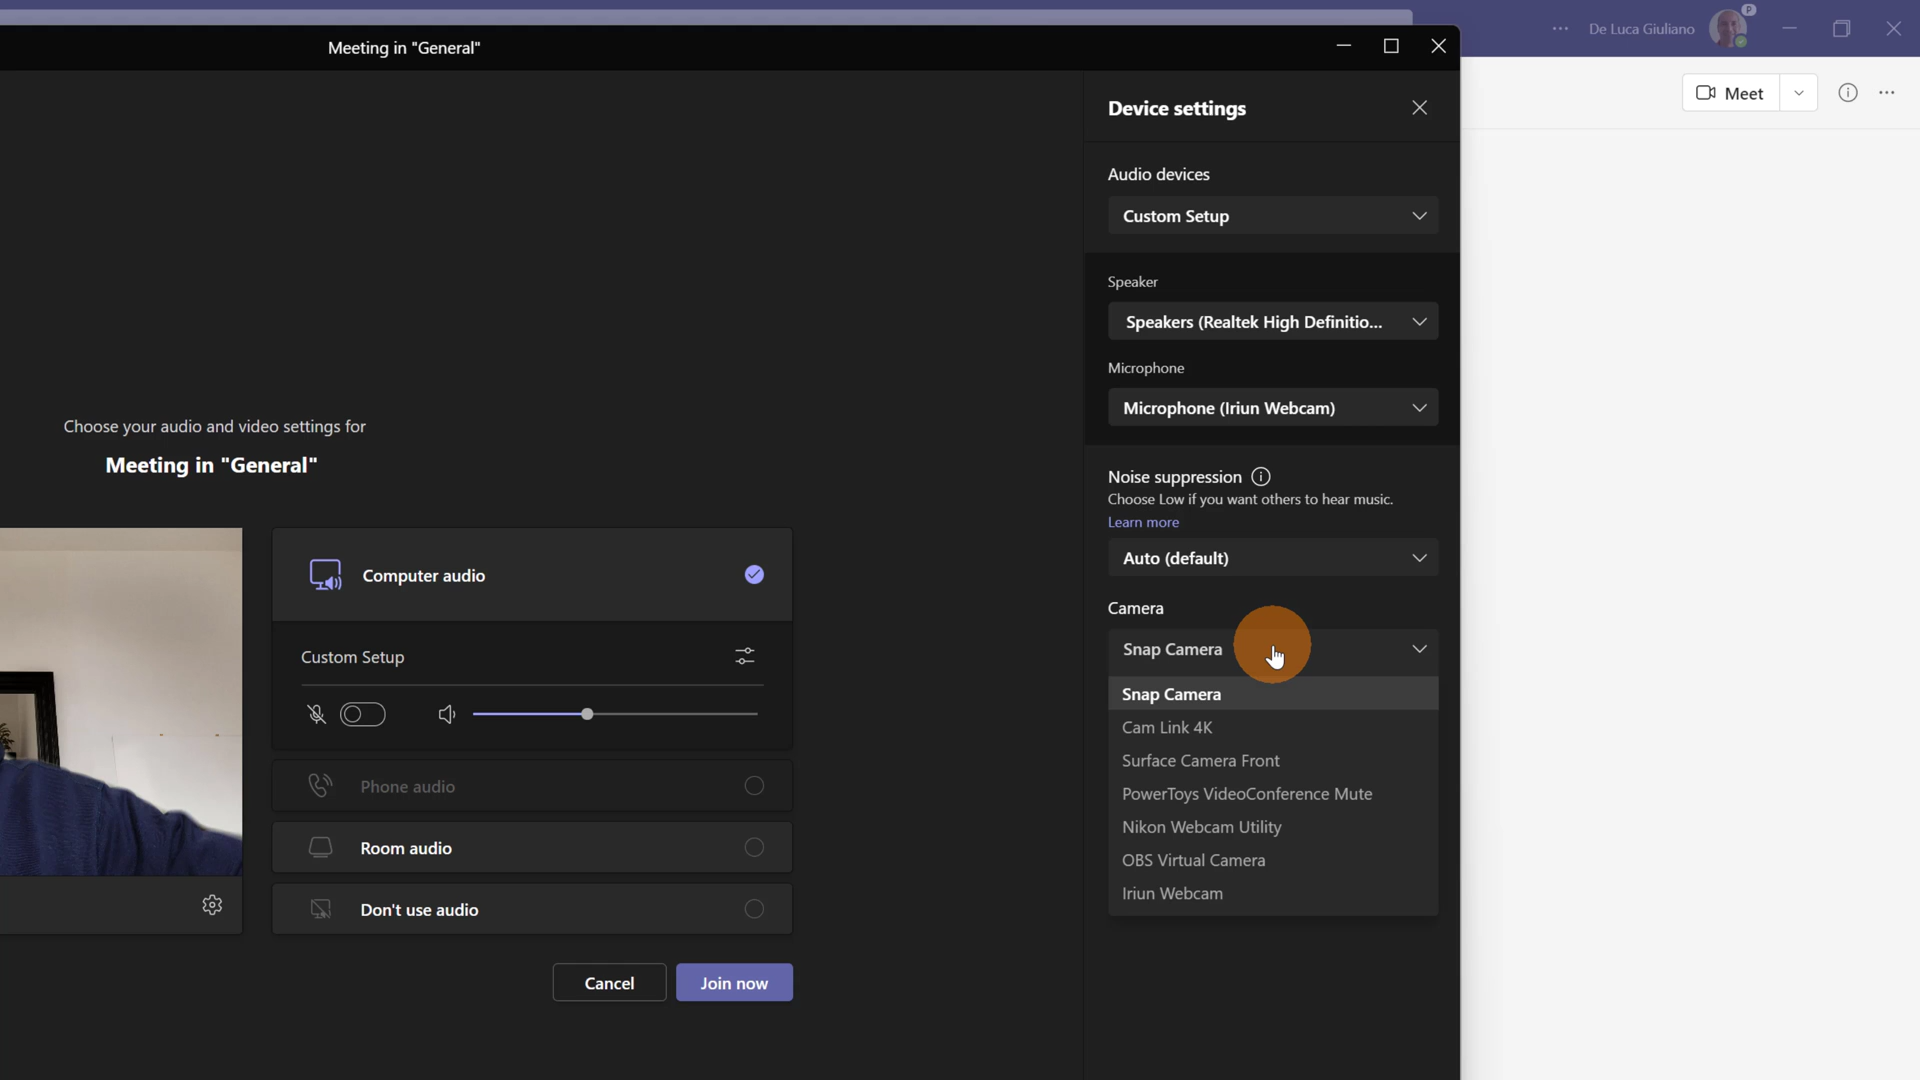 De Luca Giuliano
P
Meeting in "General"
Meet
Device settings
Audio devices
Custom Setup
Speaker
Speakers (Realtek High Definitio...
Microphone
Microphone (Iriun Webcam)
Noise suppression
Choose Low if you want others to hear music.
Learn more
Auto (default)
Camera
Snap Camera
Snap Camera
Cam Link 4K
Surface Camera Front
PowerToys VideoConference Mute
Nikon Webcam Utility
OBS Virtual Camera
Iriun Webcam
Choose your audio and video settings for
Meeting in "General"
Computer audio
Custom Setup
Phone audio
Room audio
Don't use audio
Cancel
Join now